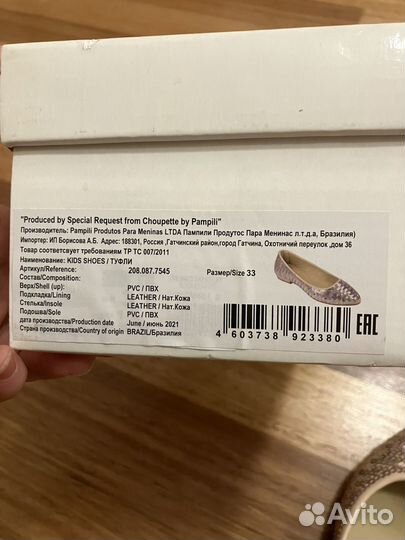 "Produced by Special Request from Choupette by Pampili"
Производитель: Pampili Produtos Para Meninas LTDA Пампили Продутос Пара Менинас л.т.д.а, Бразилия)
Импортер: ИП Борисова А.Б. Адрес: 188301, Россия ,Гатчинский район,город Гатчина, Охотничий переулок ,дом 36
Товар соответсвует требованиям ТР ТС 007/2011
Наименование: KIDS SHOES / ТУФЛИ
Артикул/Reference: 208.087.7545 Размер/Size 33
Состав/Composition:
Верх/Shell (up): PVC / ПВХ
Подкладка/Lining LEATHER / Нат.Кожа
Стелька/Insole LEATHER / Нат.Кожа
Подошва/Sole PVC / ПВХ
дата производства/Production date June / июнь 2021
Страна производства/Country of origin BRAZIL/Бразилия
4 603738 923380
EAC
Avito